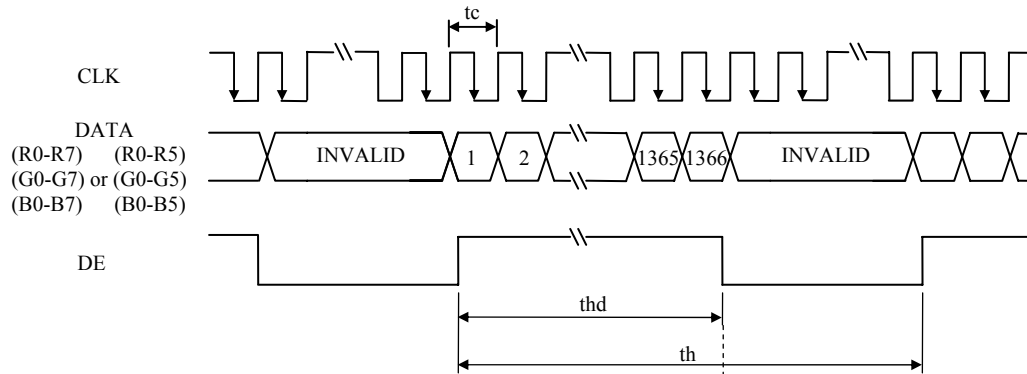 tc
CLK
DATA
(R0-R7) (R0-R5)
(G0-G7) or (G0-G5)
(B0-B7) (B0-B5)
INVALID 1 2 1365 1366 INVALID
DE
thd
th